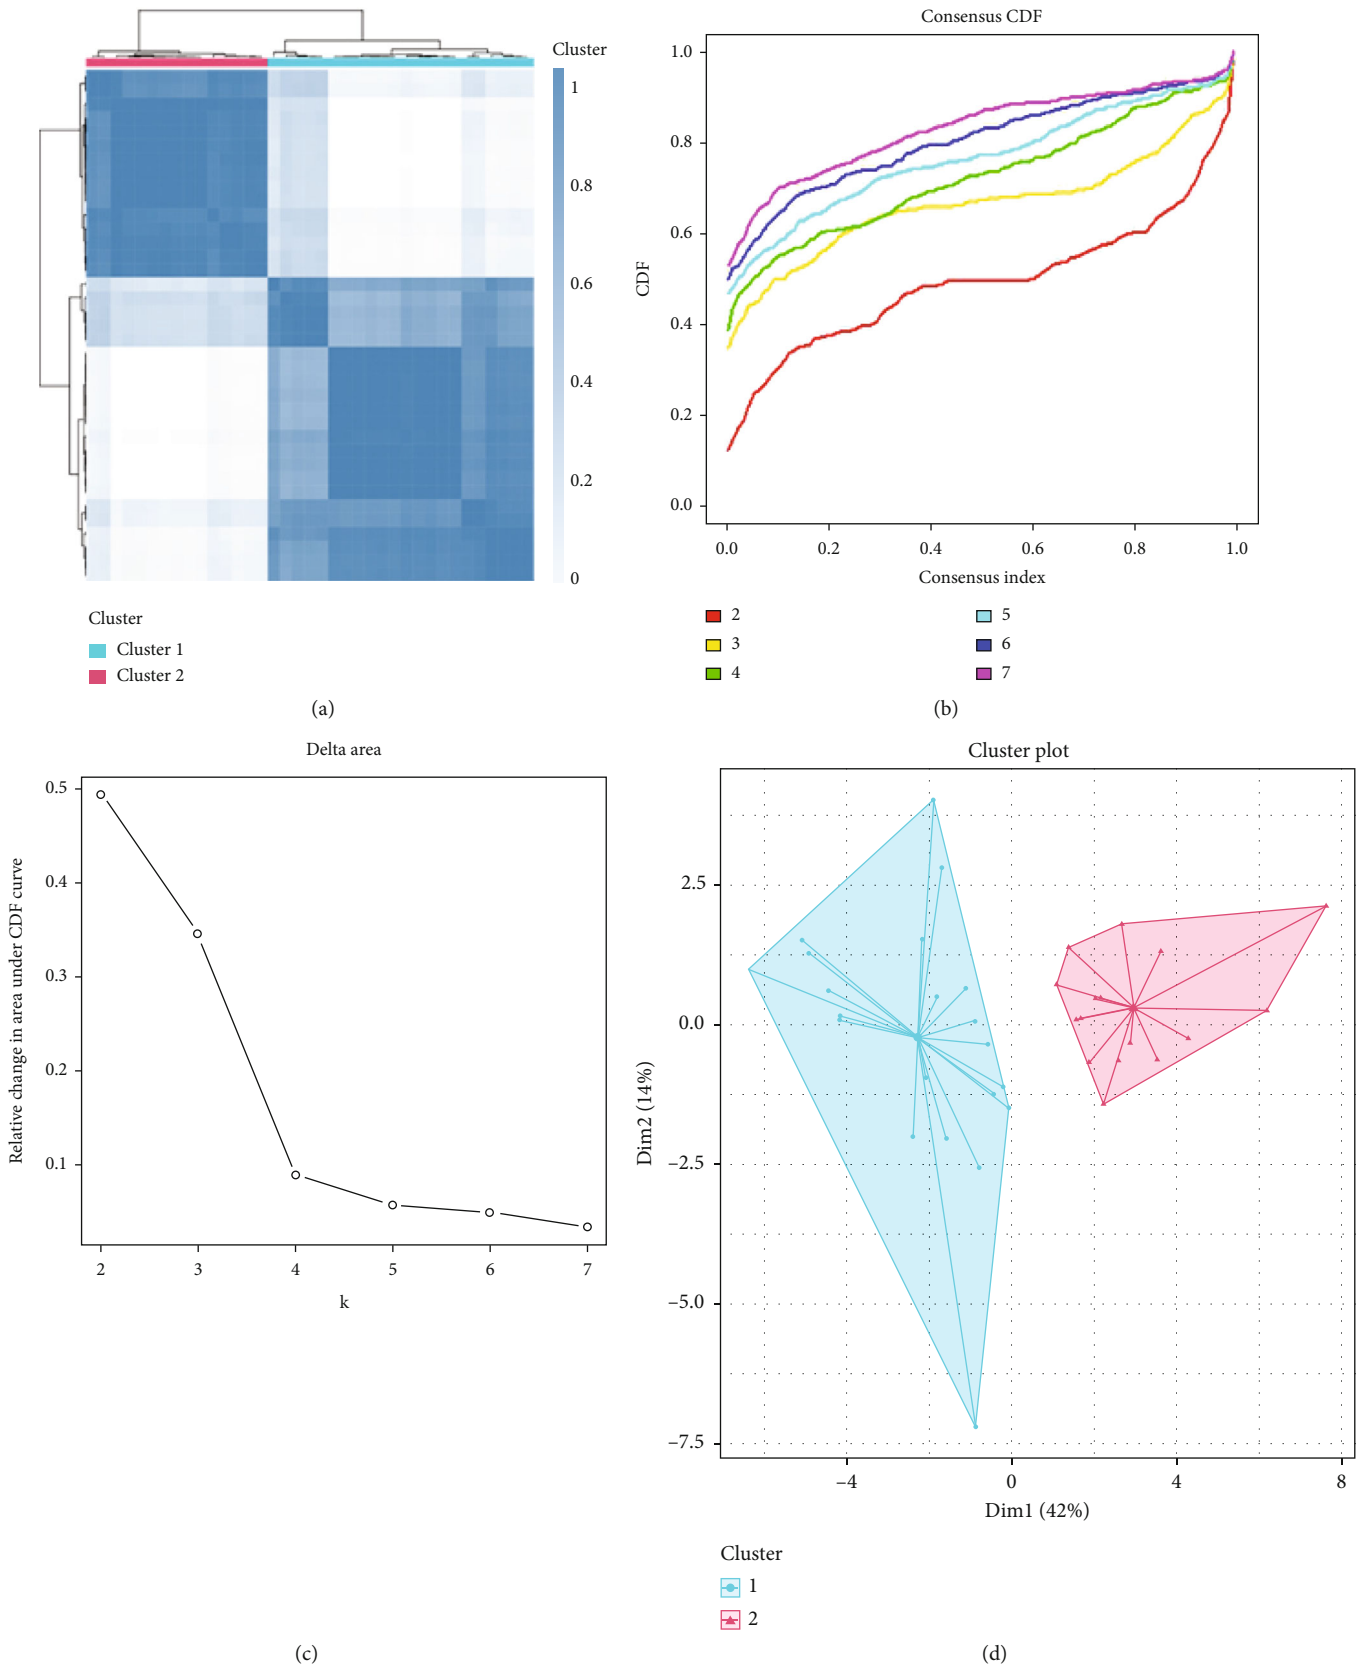 Cluster
1
0.8
0.6
0.4
0.2
0
Cluster
Cluster 1
Cluster 2
(a)
Consensus CDF
CDF
1.0
0.8
0.6
0.4
0.2
0.0
0.0 0.2 0.4 0.6 0.8 1.0
Consensus index
2 5
3 6
4 7
(b)
Delta area
Relative change in area under CDF curve
0.5
0.4
0.3
0.2
0.1
2 3 4 5 6 7
k
(c)
Cluster plot
Dim2 (14%)
2.5
0.0
−2.5
−5.0
−7.5
−4 0 4 8
Dim1 (42%)
Cluster
1
2
(d)